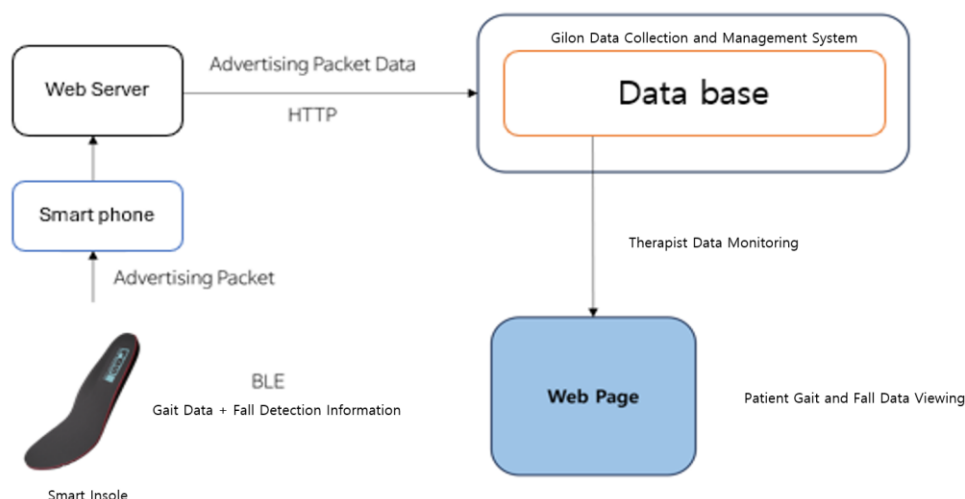 Gilon Data Collection and Management System
Data base
Web Server
Advertising Packet Data
HTTP
Smart phone
Advertising Packet
Therapist Data Monitoring
BLE
Gait Data + Fall Detection Information
Smart Insole
Web Page
Patient Gait and Fall Data Viewing